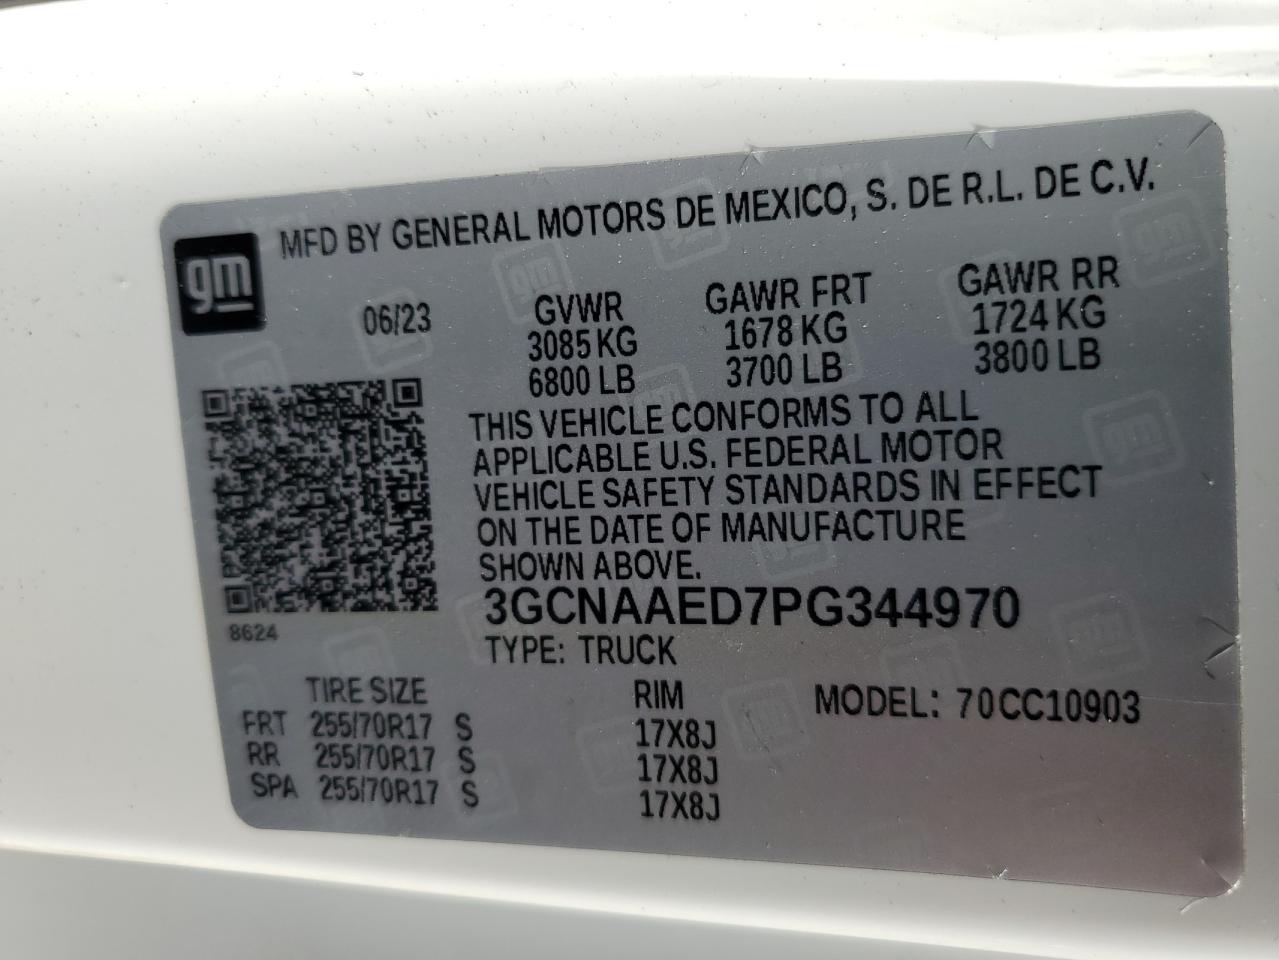 gm
MFD BY GENERAL MOTORS DE MEXICO, S. DE R.L. DE C.V.
06/23 GVWR GAWR FRT GAWR RR
3085 KG 1678 KG 1724 KG
6800 LB 3700 LB 3800 LB
THIS VEHICLE CONFORMS TO ALL
APPLICABLE U.S. FEDERAL MOTOR
VEHICLE SAFETY STANDARDS IN EFFECT
ON THE DATE OF MANUFACTURE
SHOWN ABOVE.
3GCNAAED7PG344970
8624
TYPE: TRUCK
TIRE SIZE RIM MODEL: 70CC10903
FRT 255/70R17 S 17X8J
RR 255/70R17 S 17X8J
SPA 255/70R17 S 17X8J